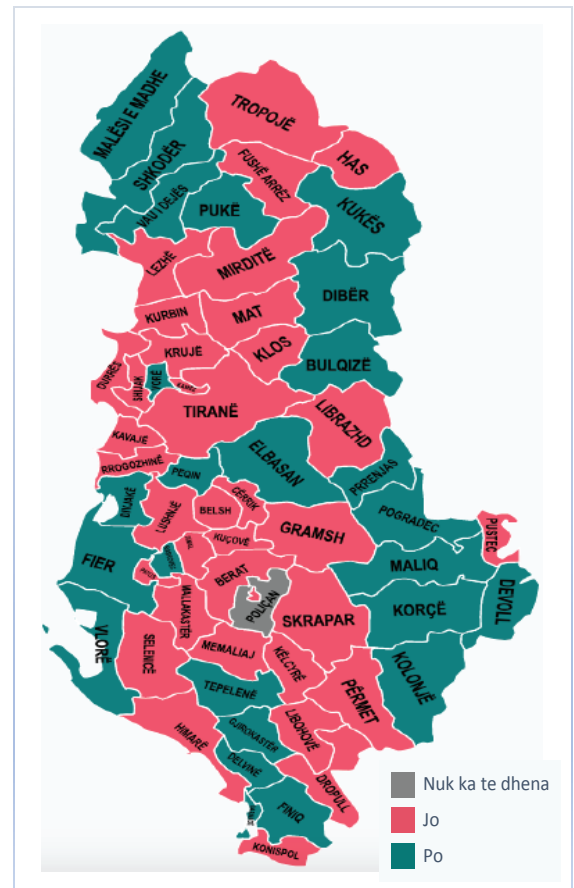 TROPOJË
MALËSI E MADHE
HAS
SHKODËR
FUSHË ARRËZ
VAU I DEJËS
PUKË
KUKËS
LEZHË
MIRDITË
DIBËR
KURBIN
MAT
KRUJË
KLOS
BULQIZË
DURRËS
SHIJAK
VORË
KAMËZ
TIRANË
LIBRAZHD
KAVAJË
ELBASAN
RROGOZHINË
PEQIN
PRRENJAS
DIVJAKË
LUSHNJE
BELSH
CËRRIK
POGRADEC
GRAMSH
PUSTEC
KUÇOVË
FIER
BERAT
MALIQ
DEVOLL
POLIÇAN
MALLAKASTËR
SKRAPAR
KORÇË
VLORË
SELENICË
MEMALIAJ
KËLCYRË
KOLONJË
TEPELENË
PËRMET
GJIROKASTËR
LIBOHOVË
HIMARË
DELVINË
DROPULL
FINIQ
KONISPOL
Nuk ka te dhena
Jo
Po